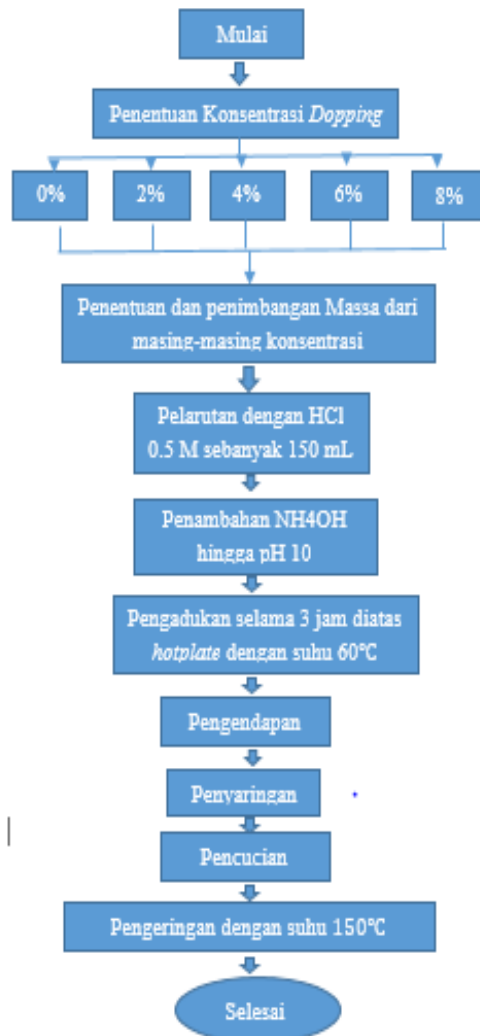 Mulai
Penentuan Konsentrasi Dopping
0% 2% 4% 6% 8%
Penentuan dan penimbangan Massa dari
masing-masing konsentrasi
Pelarutan dengan HCl
0.5 M sebanyak 150 mL
Penambahan NH4OH
hingga pH 10
Pengadukan selama 3 jam diatas
hotplate dengan suhu 60°C
Pengendapan
Penyaringan
Pencucian
Pengeringan dengan suhu 150°C
Selesai